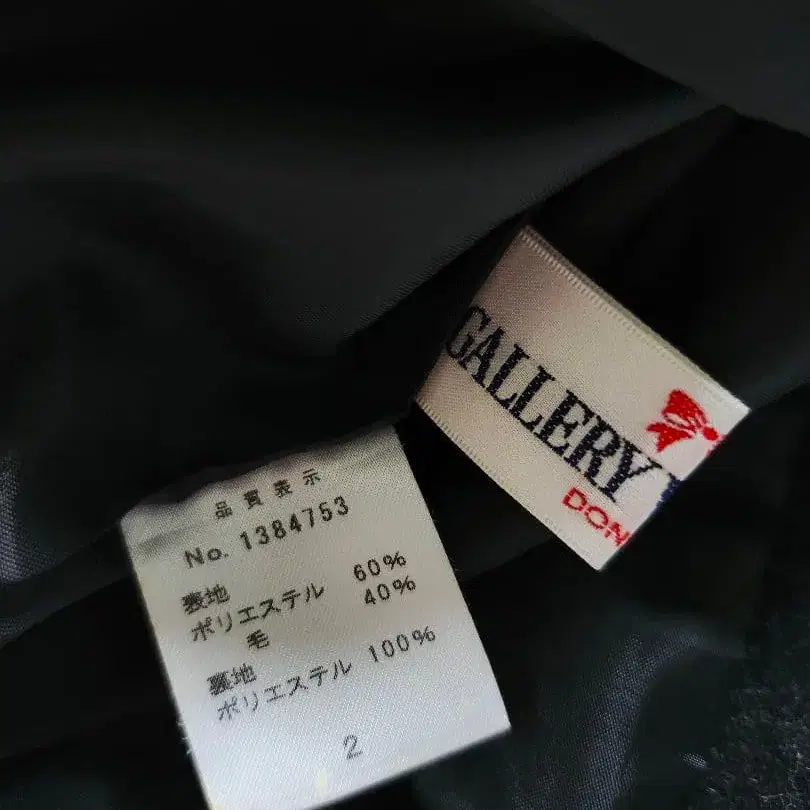 品質表示
No. 1384753
表地
ポリエステル 60%
毛 40%
裏地
ポリエステル 100%
2
GALLERY
DON